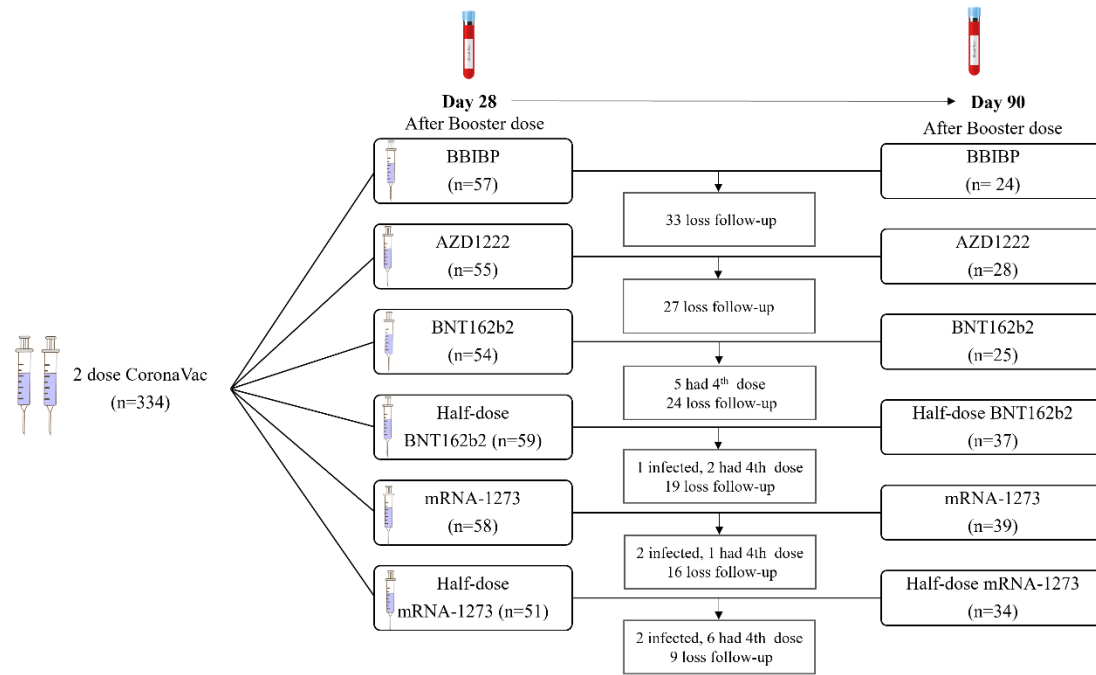 Day 28
After Booster dose
Day 90
After Booster dose
BBIBP
(n=57)
33 loss follow-up
BBIBP
(n= 24)
AZD1222
(n=55)
27 loss follow-up
AZD1222
(n=28)
2 dose CoronaVac
(n=334)
BNT162b2
(n=54)
5 had 4th dose
24 loss follow-up
BNT162b2
(n=25)
Half-dose
BNT162b2 (n=59)
1 infected, 2 had 4th dose
19 loss follow-up
Half-dose BNT162b2
(n=37)
mRNA-1273
(n=58)
2 infected, 1 had 4th dose
16 loss follow-up
mRNA-1273
(n=39)
Half-dose
mRNA-1273 (n=51)
2 infected, 6 had 4th dose
9 loss follow-up
Half-dose mRNA-1273
(n=34)